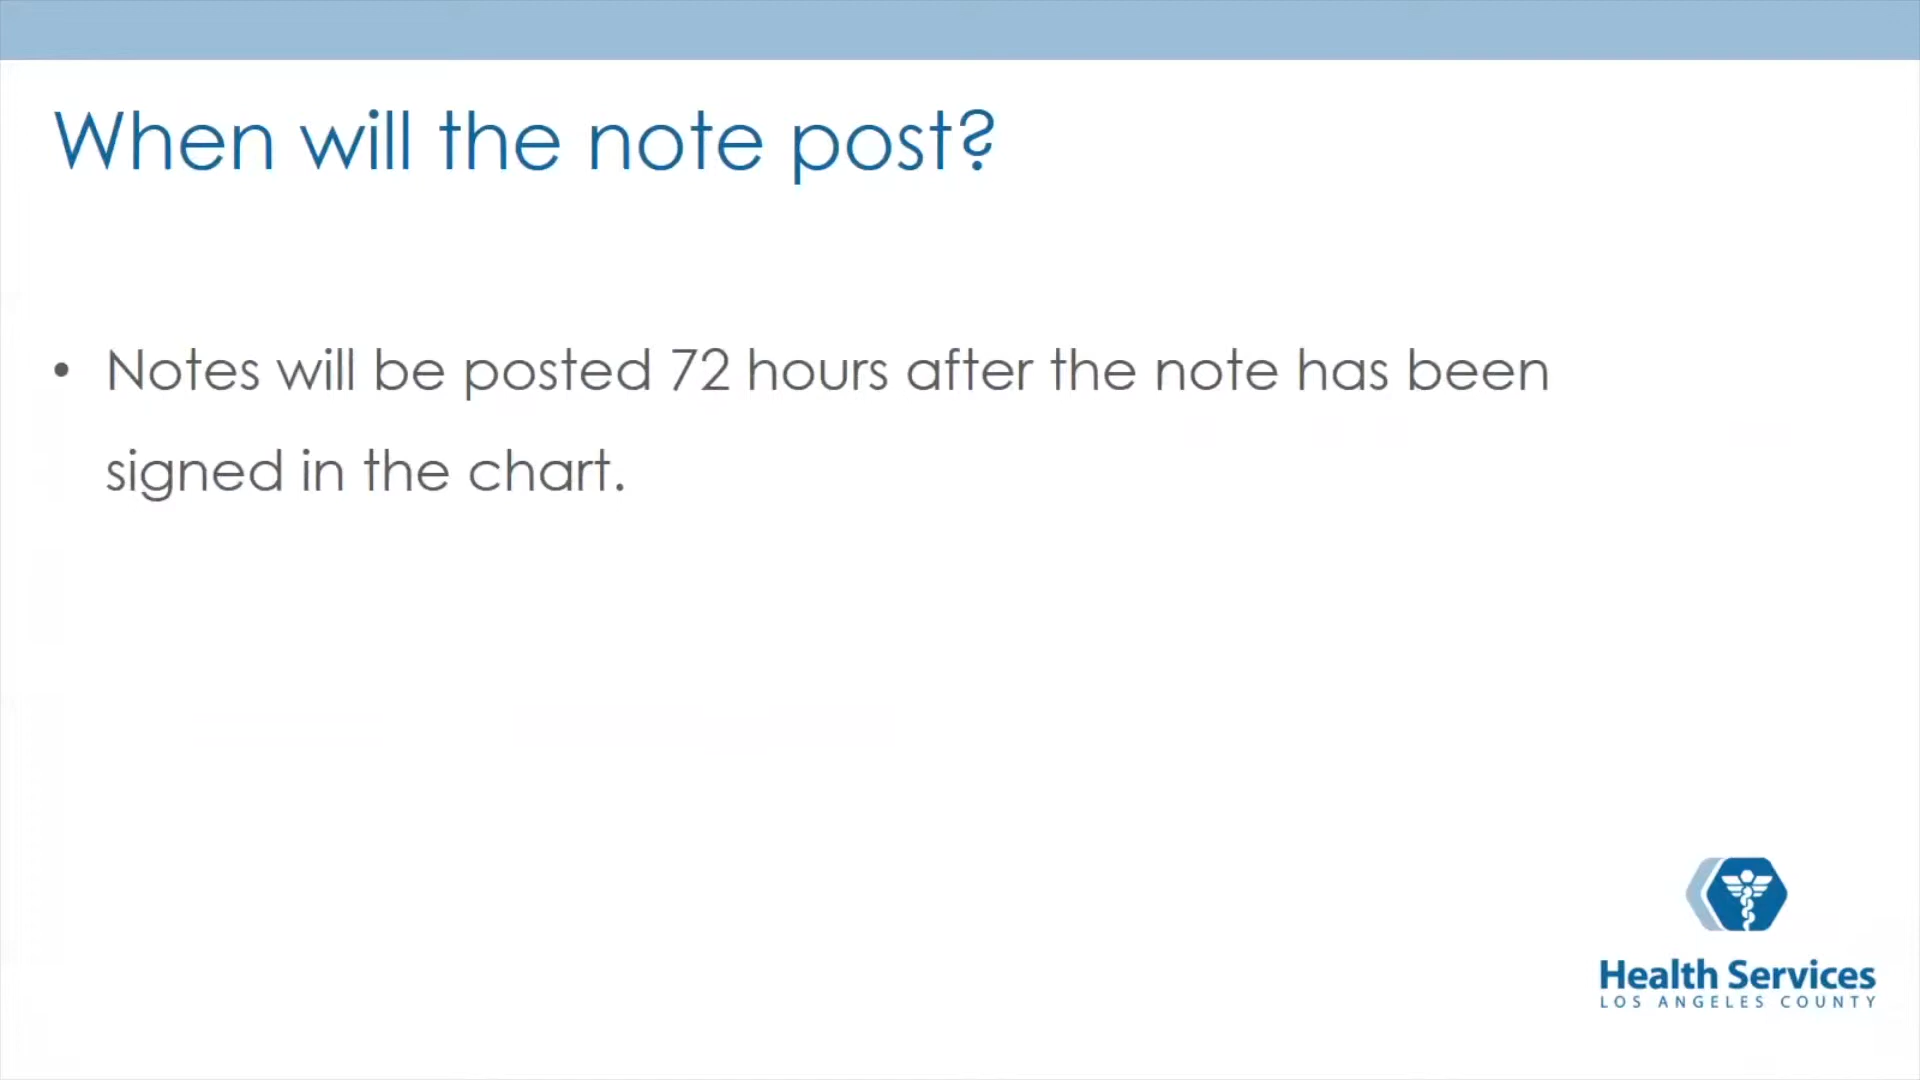 When will the note post?
• Notes will be posted 72 hours after the note has been
signed in the chart.
Health Services
LOS ANGELES COUNTY